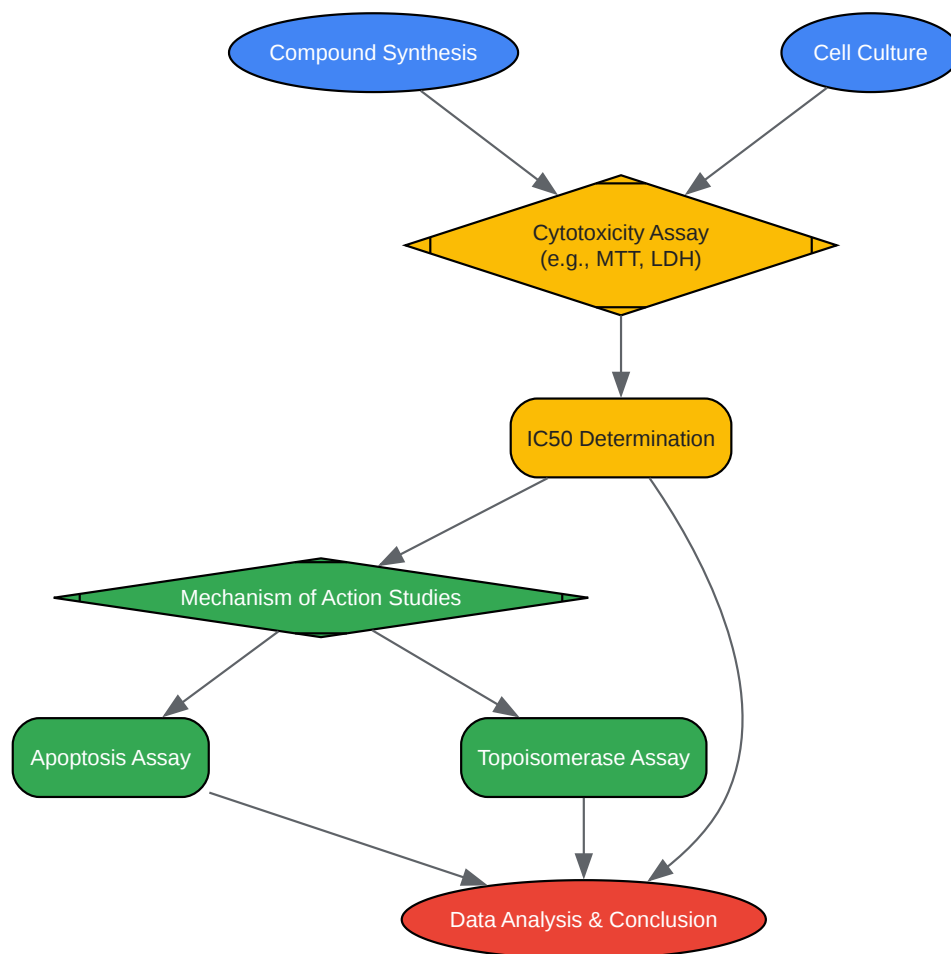 Compound Synthesis
Cell Culture
Cytotoxicity Assay
(e.g., MTT, LDH)
IC50 Determination
Mechanism of Action Studies
Apoptosis Assay
Topoisomerase Assay
Data Analysis & Conclusion